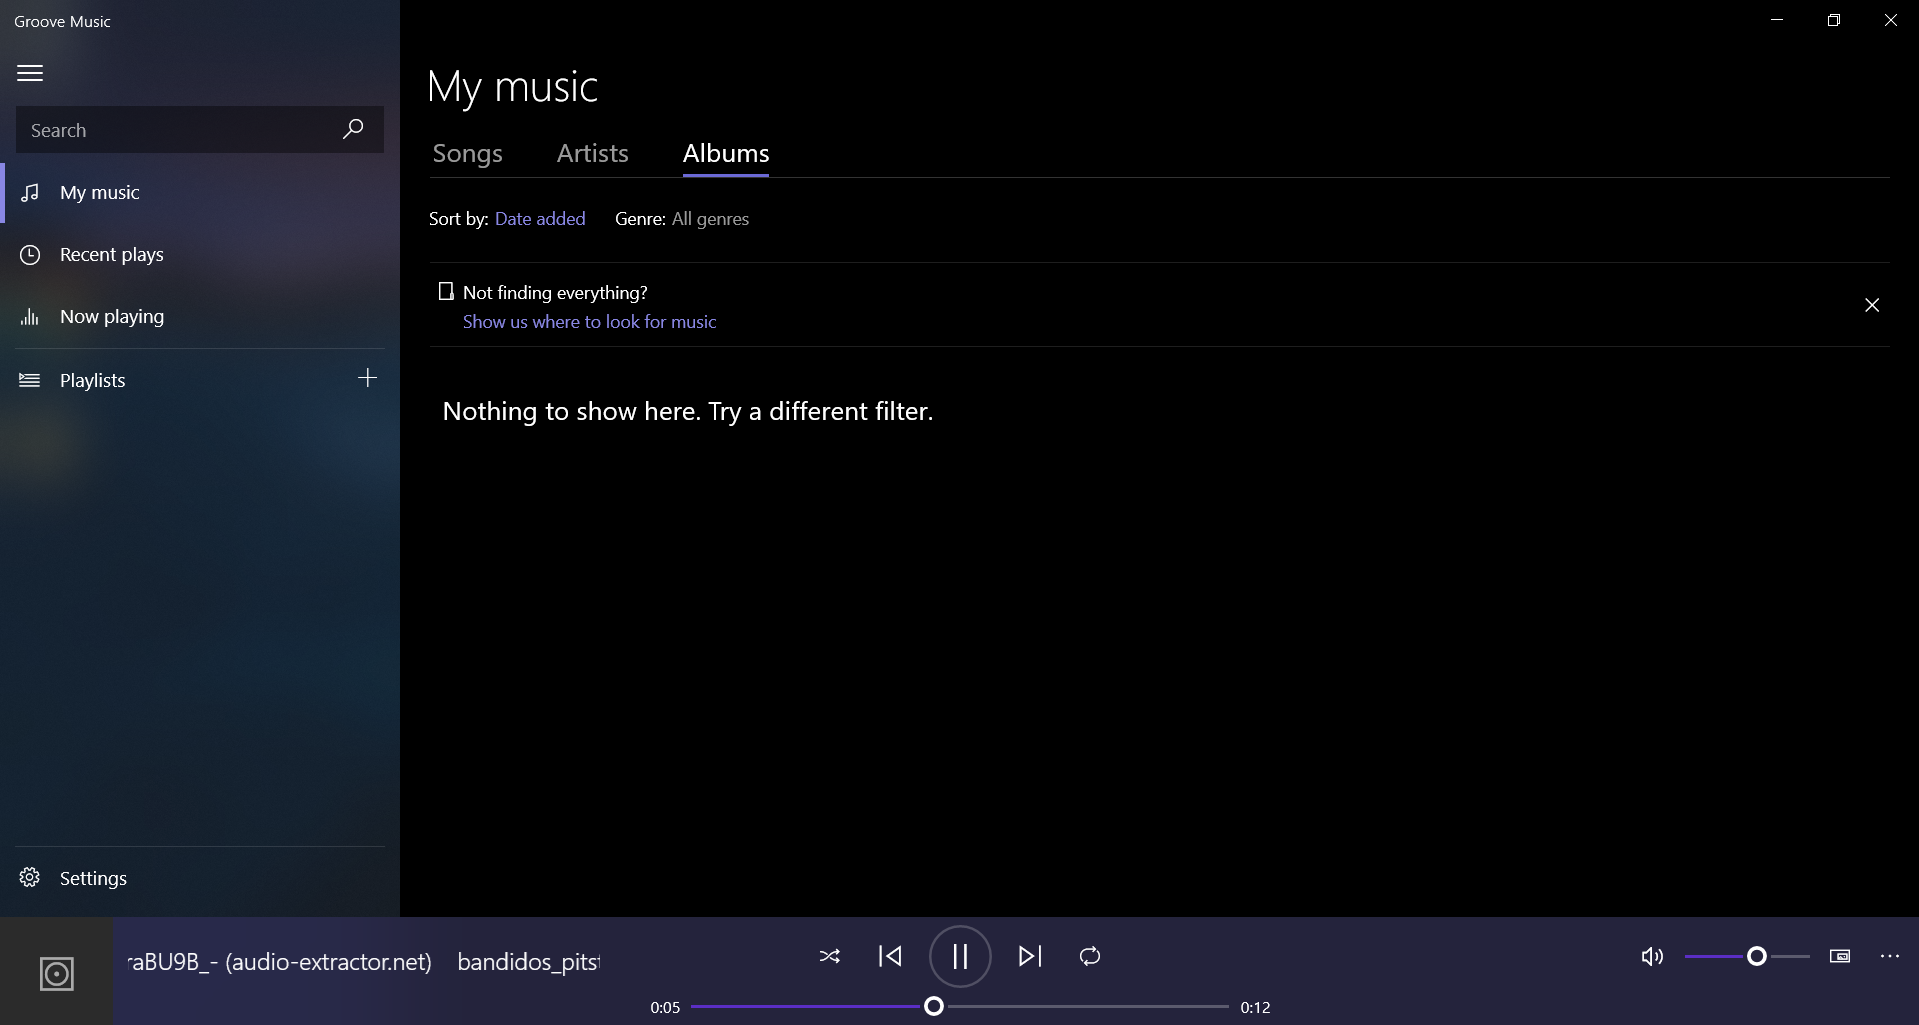 Groove Music
Search
My music
Recent plays
Now playing
Playlists
Settings
My music
Songs Artists Albums
Sort by: Date added Genre: All genres
Not finding everything?
Show us where to look for music
Nothing to show here. Try a different filter.
raBU9B_- (audio-extractor.net) bandidos_pitst
0:05 0:12